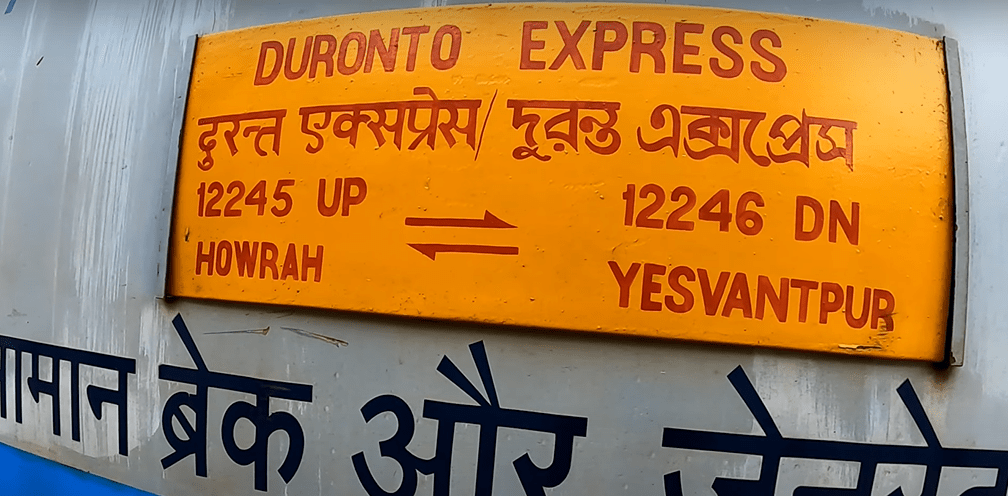 DURONTO EXPRESS
दुरन्त एक्सप्रेस/ দুরন্ত এক্সপ্রেস
12245 UP 12246 DN
HOWRAH YESVANTPUR
ब्रेक और